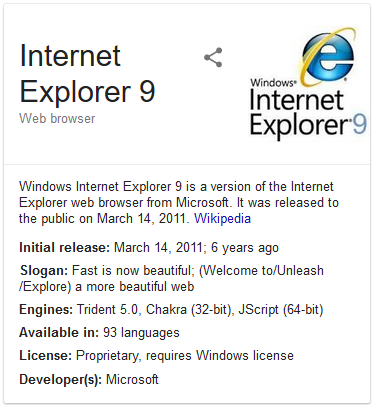 Internet
Explorer 9
Web browser
Windows®
Internet
Explorer 9
Windows Internet Explorer 9 is a version of the Internet
Explorer web browser from Microsoft. It was released to
the public on March 14, 2011. Wikipedia
Initial release: March 14, 2011; 6 years ago
Slogan: Fast is now beautiful; (Welcome to/Unleash
/Explore) a more beautiful web
Engines: Trident 5.0, Chakra (32-bit), JScript (64-bit)
Available in: 93 languages
License: Proprietary, requires Windows license
Developer(s): Microsoft